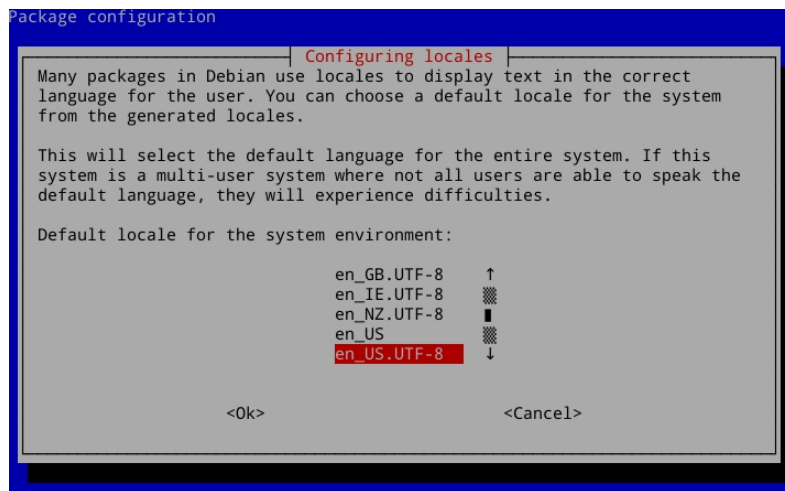 Package configuration
Configuring locales
Many packages in Debian use locales to display text in the correct
language for the user. You can choose a default locale for the system
from the generated locales.
This will select the default language for the entire system. If this
system is a multi-user system where not all users are able to speak the
default language, they will experience difficulties.
Default locale for the system environment:
en_GB.UTF-8
en_IE.UTF-8
en_NZ.UTF-8
en_US
en_US.UTF-8
<Ok> <Cancel>